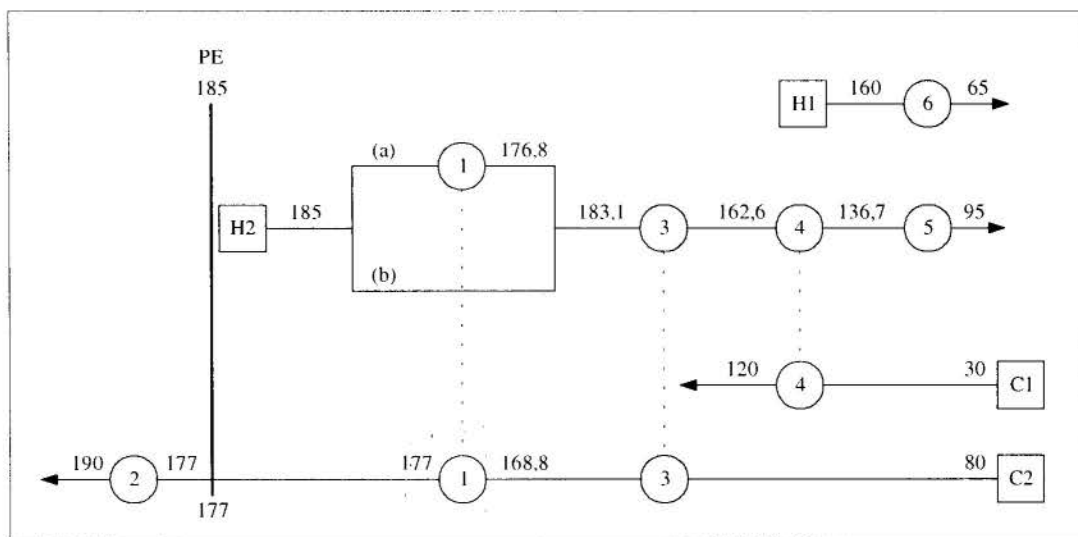 PE
185
H1 160 6 65
(a) 1 176,8
H2 185 183,1 3 162,6 4 136,7 5 95
(b)
120 4 30 C1
190 2 177 177 1 168,8 3 80 C2
177